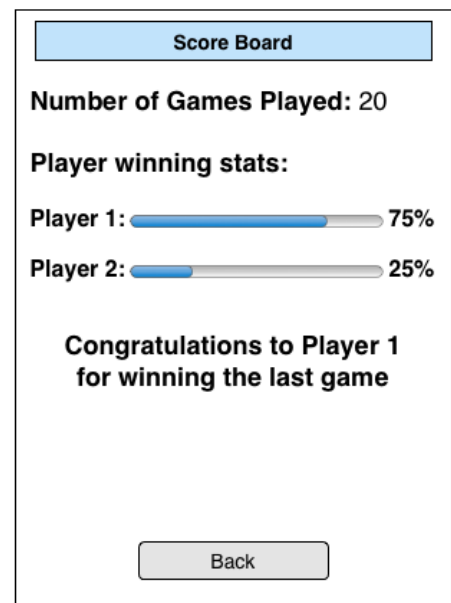 Score Board
Number of Games Played: 20
Player winning stats:
Player 1: 75%
Player 2: 25%
Congratulations to Player 1
for winning the last game
Back